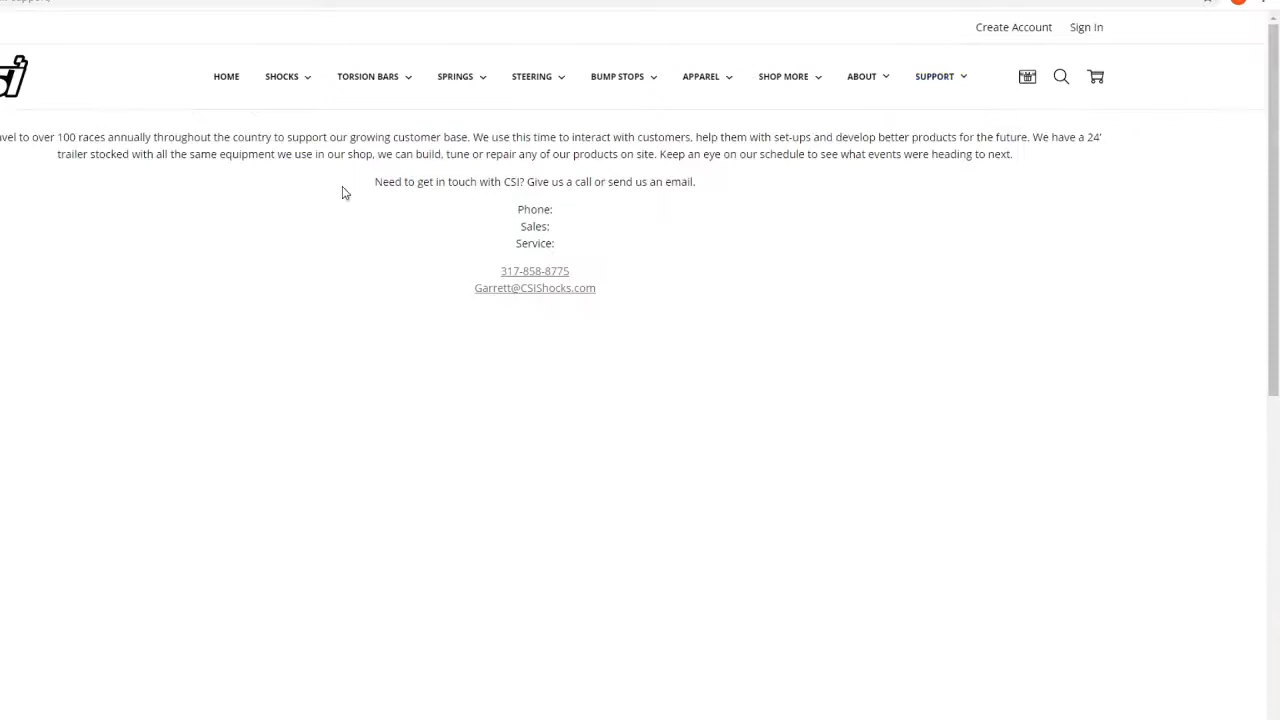 Create Account Sign In
HOME SHOCKS TORSION BARS SPRINGS STEERING BUMP STOPS APPAREL SHOP MORE ABOUT SUPPORT
to over 100 races annually throughout the country to support our growing customer base. We use this time to interact with customers, help them with set-ups and develop better products for the future. We have a 24'
trailer stocked with all the same equipment we use in our shop, we can build, tune or repair any of our products on site. Keep an eye on our schedule to see what events were heading to next.
Need to get in touch with CSI? Give us a call or send us an email.
Phone:
Sales:
Service:
317-858-8775
Garrett@CSIShocks.com